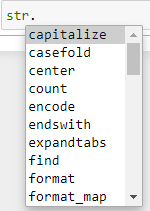 str.
capitalize
casefold
center
count
encode
endswith
expandtabs
find
format
format_map